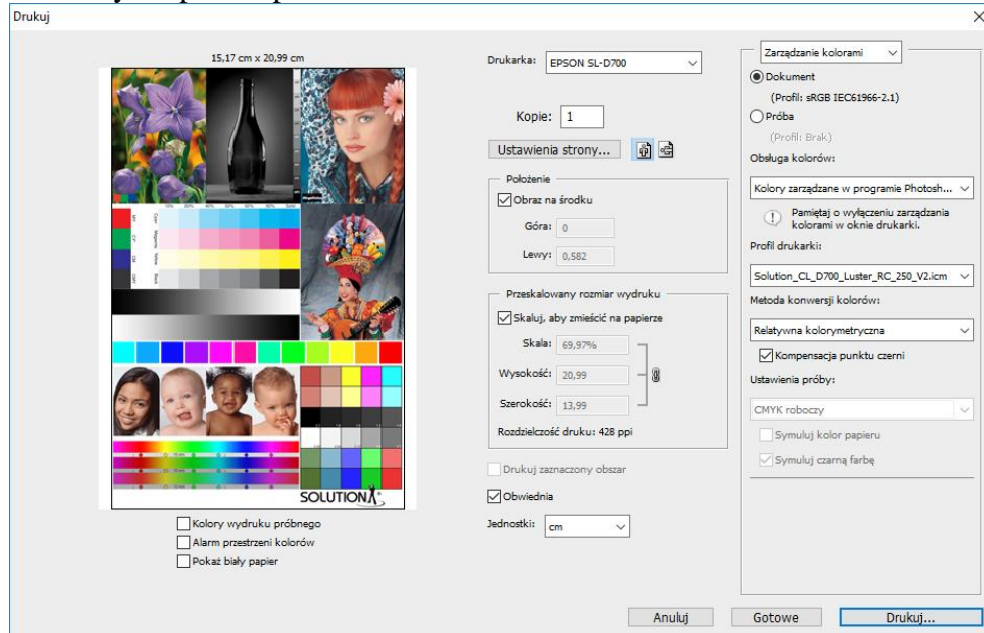 Drukuj
15,17 cm x 20,99 cm
SOLUTION
Kolory wydruku próbnego
Alarm przestrzeni kolorów
Pokaż biały papier
Drukarka: EPSON SL-D700
Kopie: 1
Ustawienia strony...
Położenie
Obraz na środku
Góra: 0
Lewy: 0,582
Przeskalowany rozmiar wydruku
Skaluj, aby zmieścić na papierze
Skala: 69,97%
Wysokość: 20,99
Szerokość: 13,99
Rozdzielczość druku: 428 ppi
Drukuj zaznaczony obszar
Obwiednia
Jednostki: cm
Zarządzanie kolorami
Dokument
(Profil: sRGB IEC61966-2.1)
Próba
(Profil: Brak)
Obsługa kolorów:
Kolory zarządzane w programie Photosh...
Pamiętaj o wyłączeniu zarządzania
kolorami w oknie drukarki.
Profil drukarki:
Solution_CL_D700_Luster_RC_250_V2.icm
Metoda konwersji kolorów:
Relatywna kolorymetryczna
Kompensacja punktu czerni
Ustawienia próby:
CMYK roboczy
Symuluj kolor papieru
Symuluj czarną farbę
Anuluj
Gotowe
Drukuj...